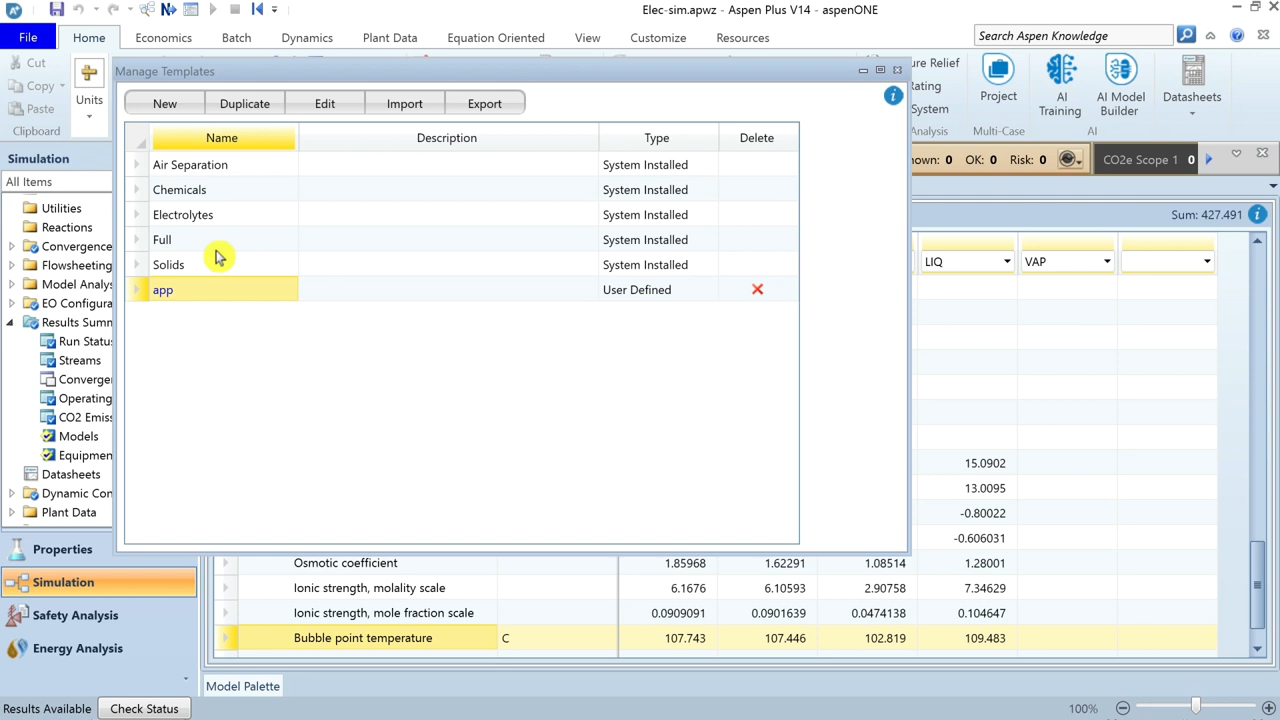 Elec-sim.apwz - Aspen Plus V14 - aspenONE
File Home Economics Batch Dynamics Plant Data Equation Oriented View Customize Resources Search Aspen Knowledge
Cut
Copy
Paste
Clipboard
Units
Project
Multi-Case
AI Training
AI Model Builder
AI
Datasheets
System
Analysis
Manage Templates
New Duplicate Edit Import Export
Name Description Type Delete
Air Separation System Installed
Chemicals System Installed
Electrolytes System Installed
Full System Installed
Solids System Installed
app User Defined
OK: 0 Risk: 0
CO2e Scope 1 0
Sum: 427.491
LIQ VAP
15.0902
13.0095
-0.80022
-0.606031
Osmotic coefficient 1.85968 1.62291 1.08514 1.28001
Ionic strength, molality scale 6.1676 6.10593 2.90758 7.34629
Ionic strength, mole fraction scale 0.0909091 0.0901639 0.0474138 0.104647
Bubble point temperature C 107.743 107.446 102.819 109.483
Simulation
All Items
Utilities
Reactions
Convergence
Flowsheeting
Model Analy
EO Configura
Results Summ
Run Statu
Streams
Converge
Operating
CO2 Emiss
Models
Equipmen
Datasheets
Dynamic Con
Plant Data
Properties
Simulation
Safety Analysis
Energy Analysis
Model Palette
Results Available Check Status 100%